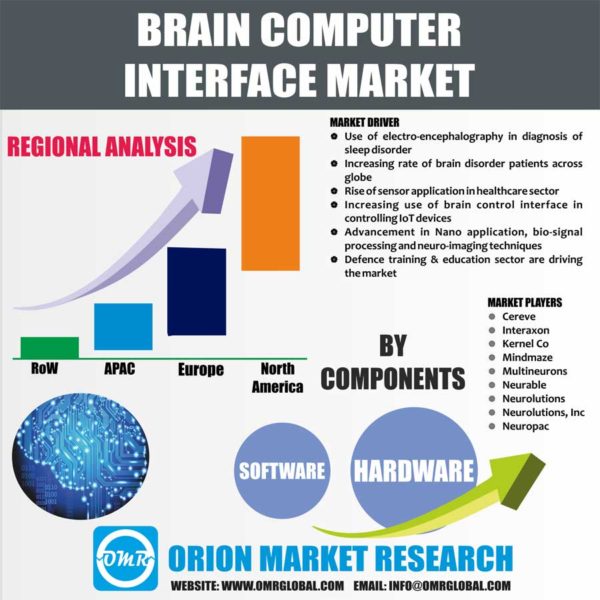 BRAIN COMPUTER
INTERFACE MARKET
REGIONAL ANALYSIS
RoW
APAC
Europe
North
America
MARKET DRIVER
Use of electro-encephalography in diagnosis of
sleep disorder
Increasing rate of brain disorder patients across
globe
Rise of sensor application in healthcare sector
Increasing use of brain control interface in
controlling IoT devices
Advancement in Nano application, bio-signal
processing and neuro-imaging techniques
Defence training & education sector are driving
the market
MARKET PLAYERS
Cereve
Interaxon
Kernel Co
Mindmaze
Multineurons
Neurable
Neurolutions
Neurolutions, Inc
Neuropac
BY
COMPONENTS
SOFTWARE
HARDWARE
OMR
ORION MARKET RESEARCH
WEBSITE: WWW.OMRGLOBAL.COM EMAIL: INFO@OMRGLOBAL.COM